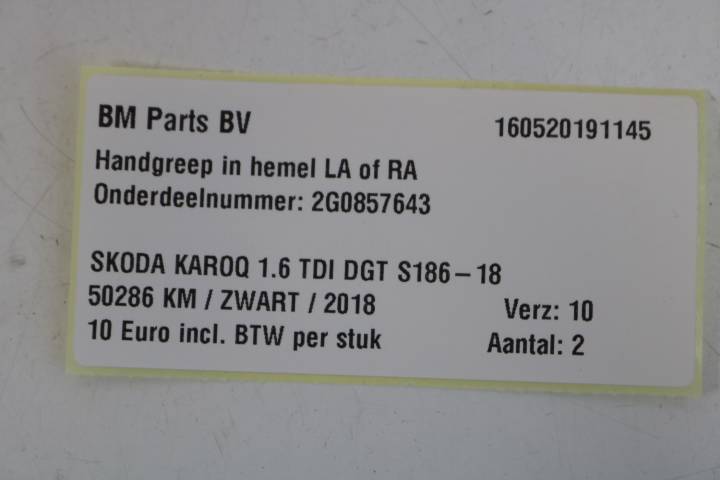 BM Parts BV 160520191145
Handgreep in hemel LA of RA
Onderdeelnummer: 2G0857643
SKODA KAROQ 1.6 TDI DGT S186-18
50286 KM / ZWART / 2018 Verz: 10
10 Euro incl. BTW per stuk Aantal: 2